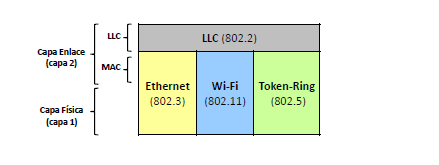 LLC
LLC (802.2)
Capa Enlace
(capa 2)
MAC
Ethernet
(802.3)
Wi-Fi
(802.11)
Token-Ring
(802.5)
Capa Física
(capa 1)